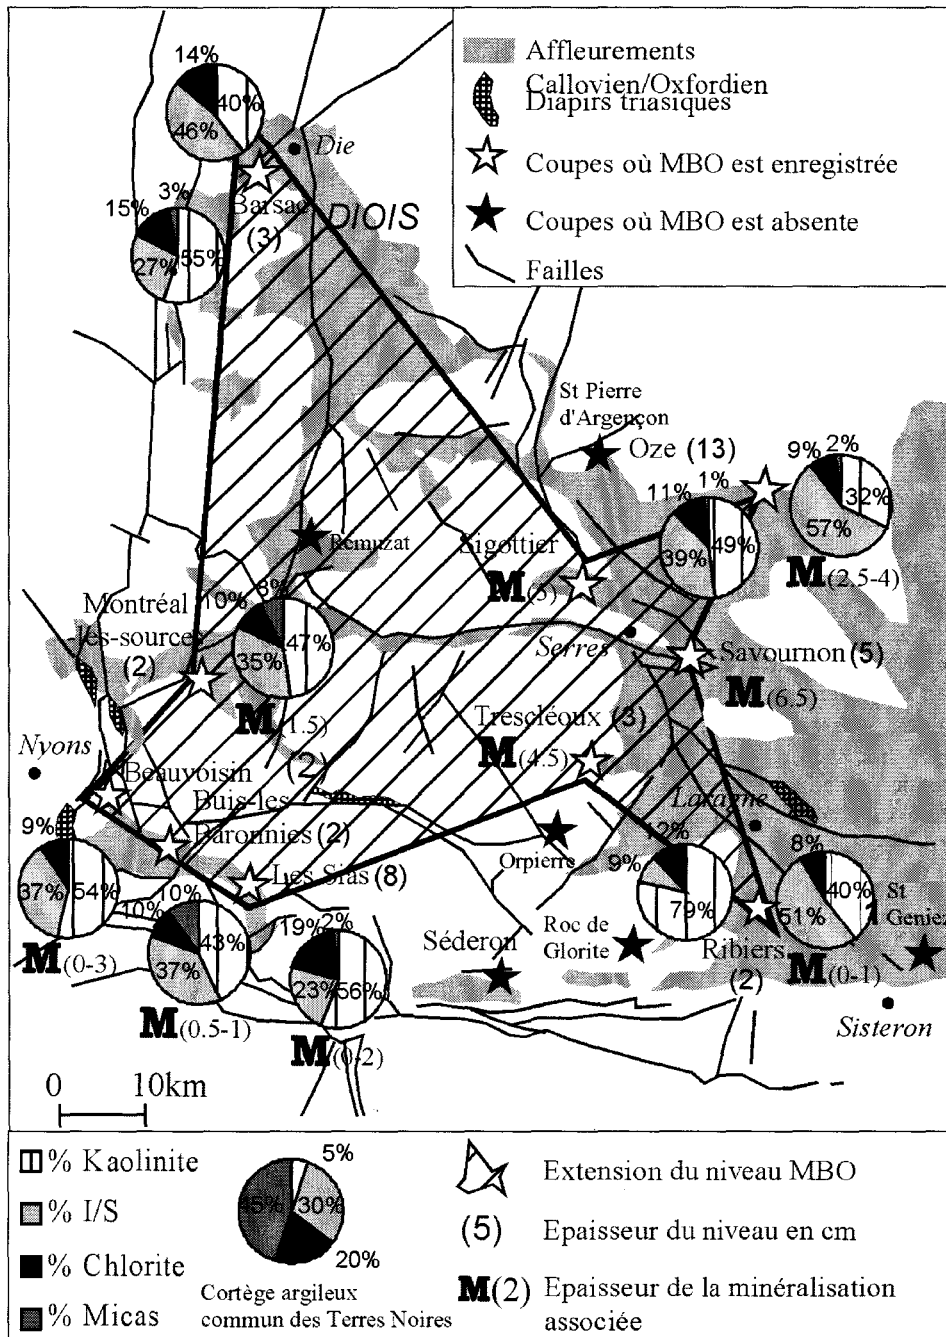 Affleurements
Callovien/Oxfordien
Diapirs triasiques
Coupes où MBO est enregistrée
Coupes où MBO est absente
Failles
14%
40%
46%
Die
Barsac
(3)
DIOIS
3%
15%
55%
27%
St Pierre
d'Argençon
Oze (13)
9%
2%
32%
57%
M(2.5-4)
11%
1%
39%
49%
Remuzat
Sigottier
M(5)
Montréal
-les-sources
(2)
10%
8%
47%
35%
M(1.5)
Serres
Savournon (5)
M(6.5)
Trescléoux (3)
M(4.5)
Nyons
Beauvoisin
(2)
Buis-les
Baronnies (2)
Laragne
Orpierre
Les Sias (8)
9%
37%
54%
M(0-3)
10%
10%
43%
37%
M(0.5-1)
19%
2%
23%
56%
M(0-2)
Séderon
Roc de
Glorite
12%
9%
79%
Ribiers
(2)
8%
40%
51%
M(0-1)
St
Geniez
Sisteron
0 10km
% Kaolinite
% I/S
% Chlorite
% Micas
5%
45%
30%
20%
Cortège argileux
commun des Terres Noires
Extension du niveau MBO
(5) Epaisseur du niveau en cm
M(2) Epaisseur de la minéralisation
associée